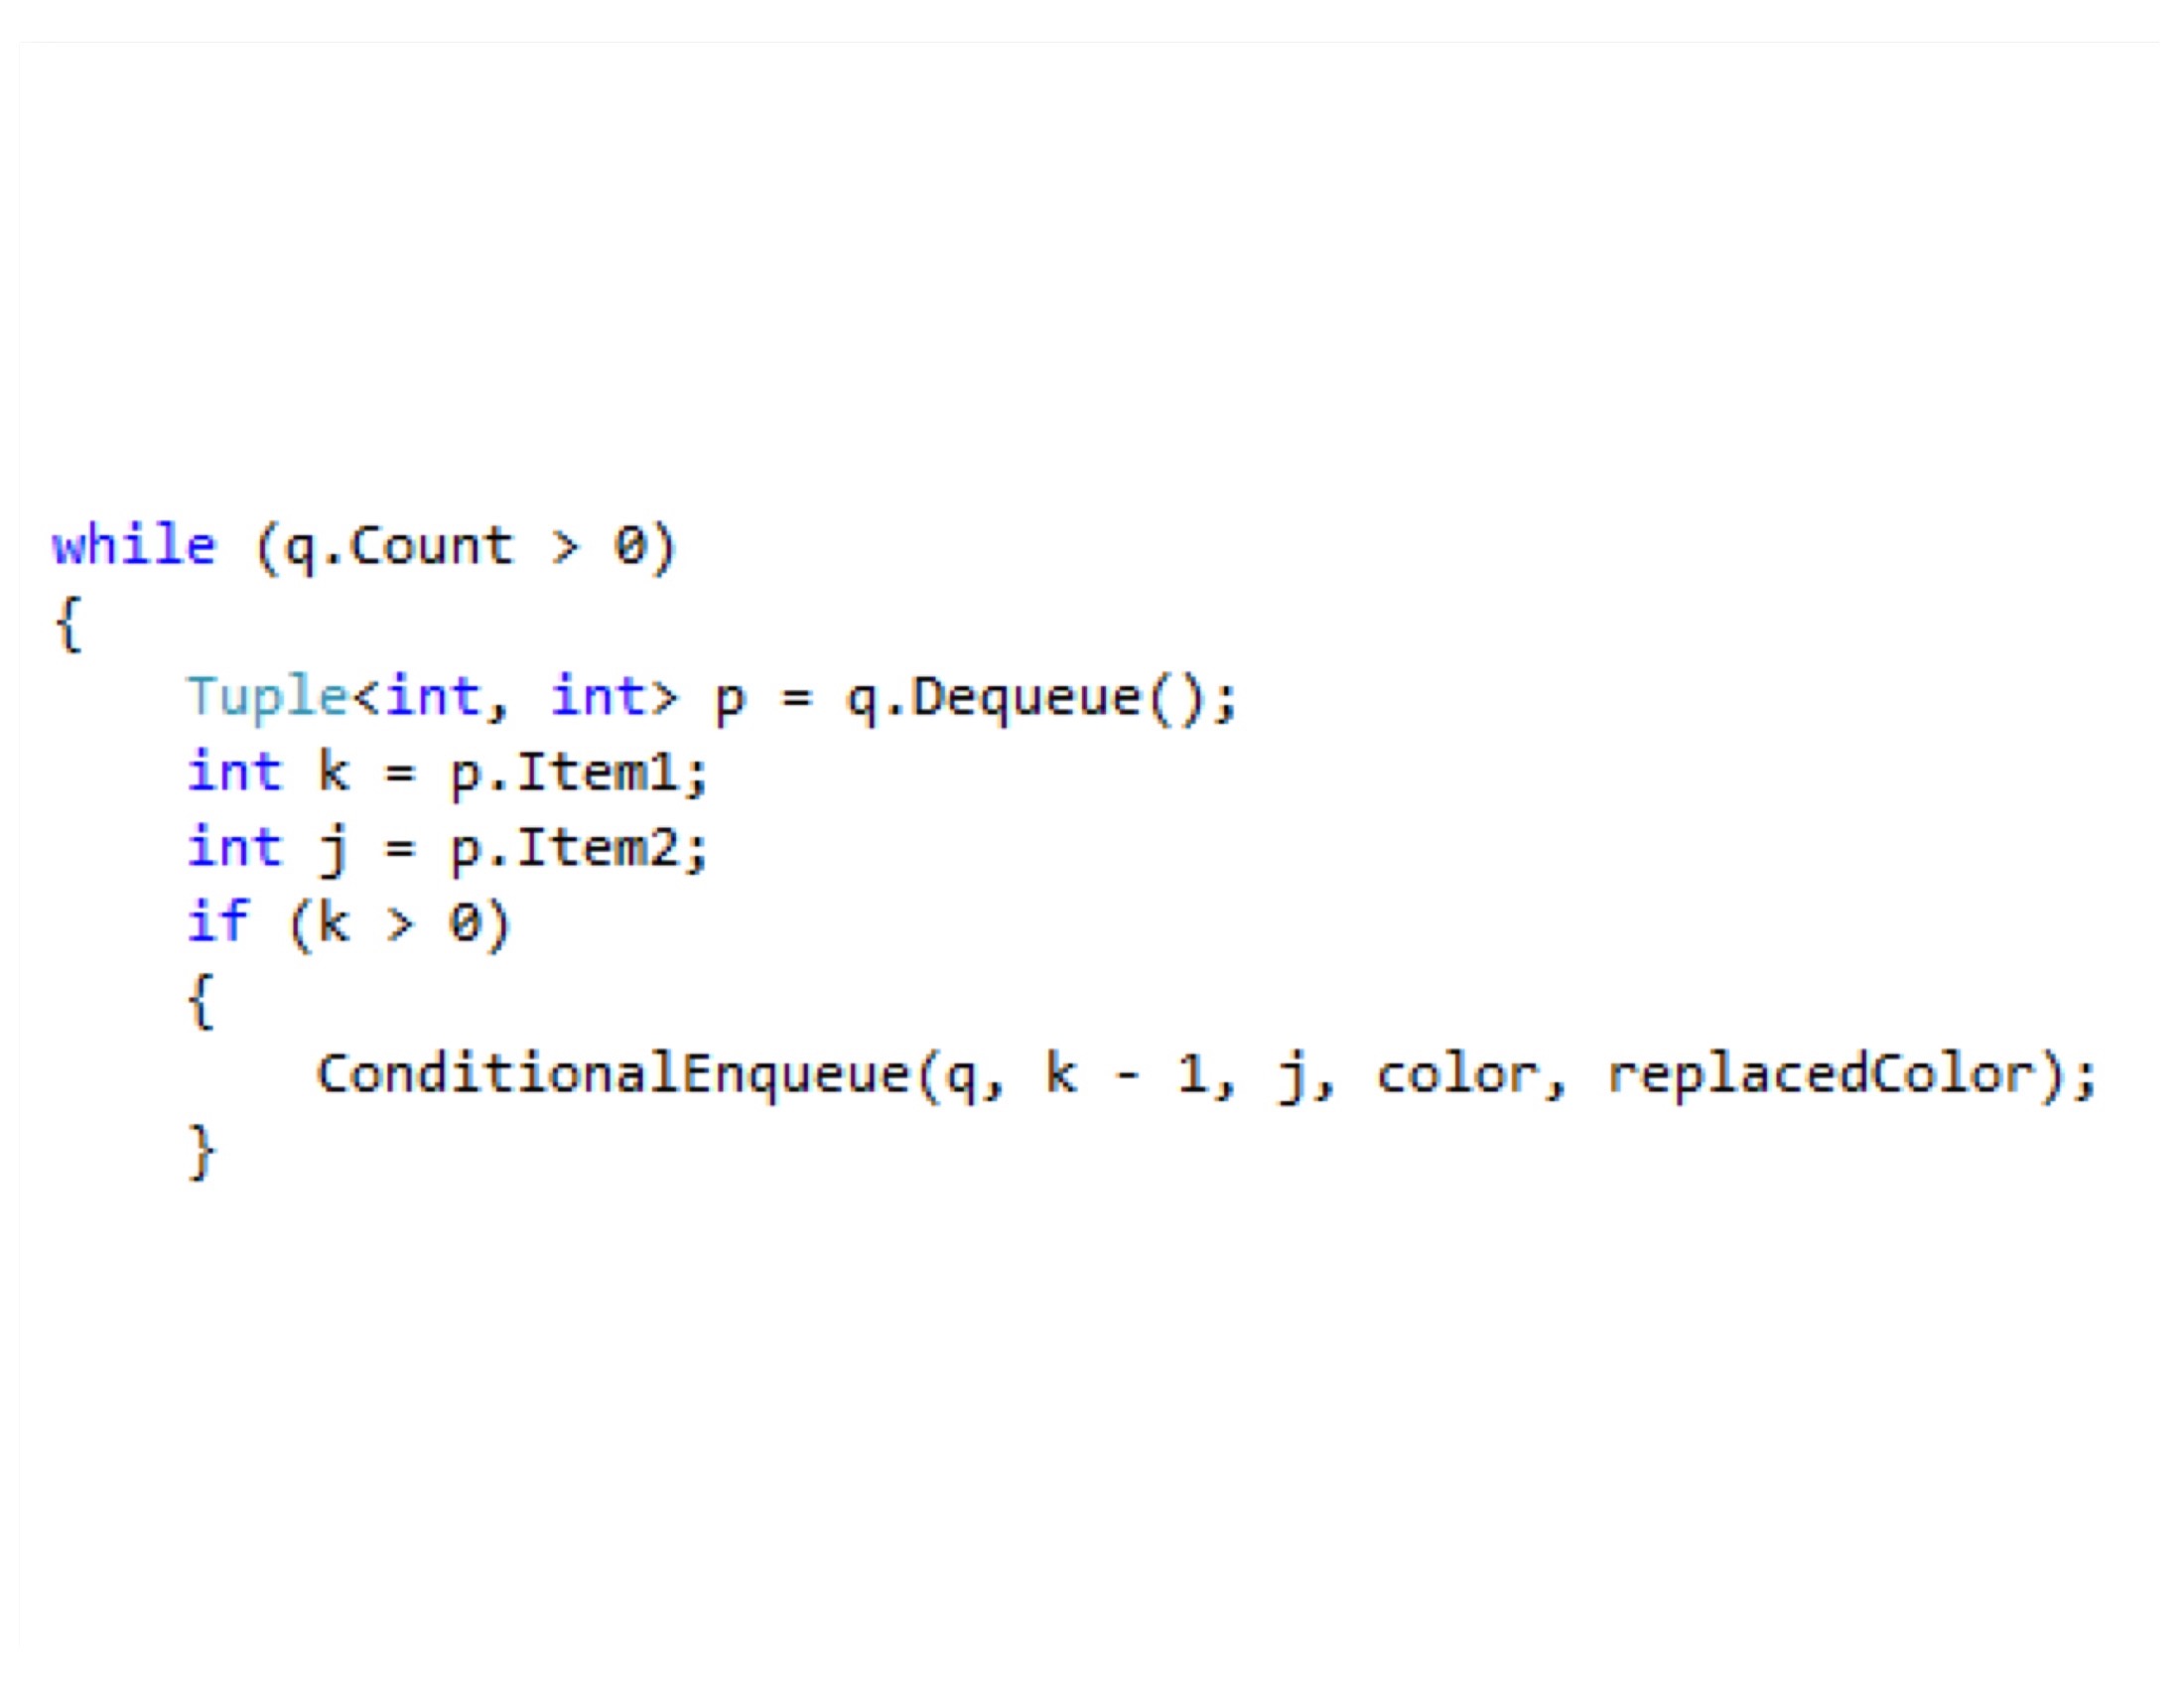 while (q.Count > 0)
{
    Tuple<int, int> p = q.Dequeue();
    int k = p.Item1;
    int j = p.Item2;
    if (k > 0)
    {
        ConditionalEnqueue(q, k - 1, j, color, replacedColor);
    }